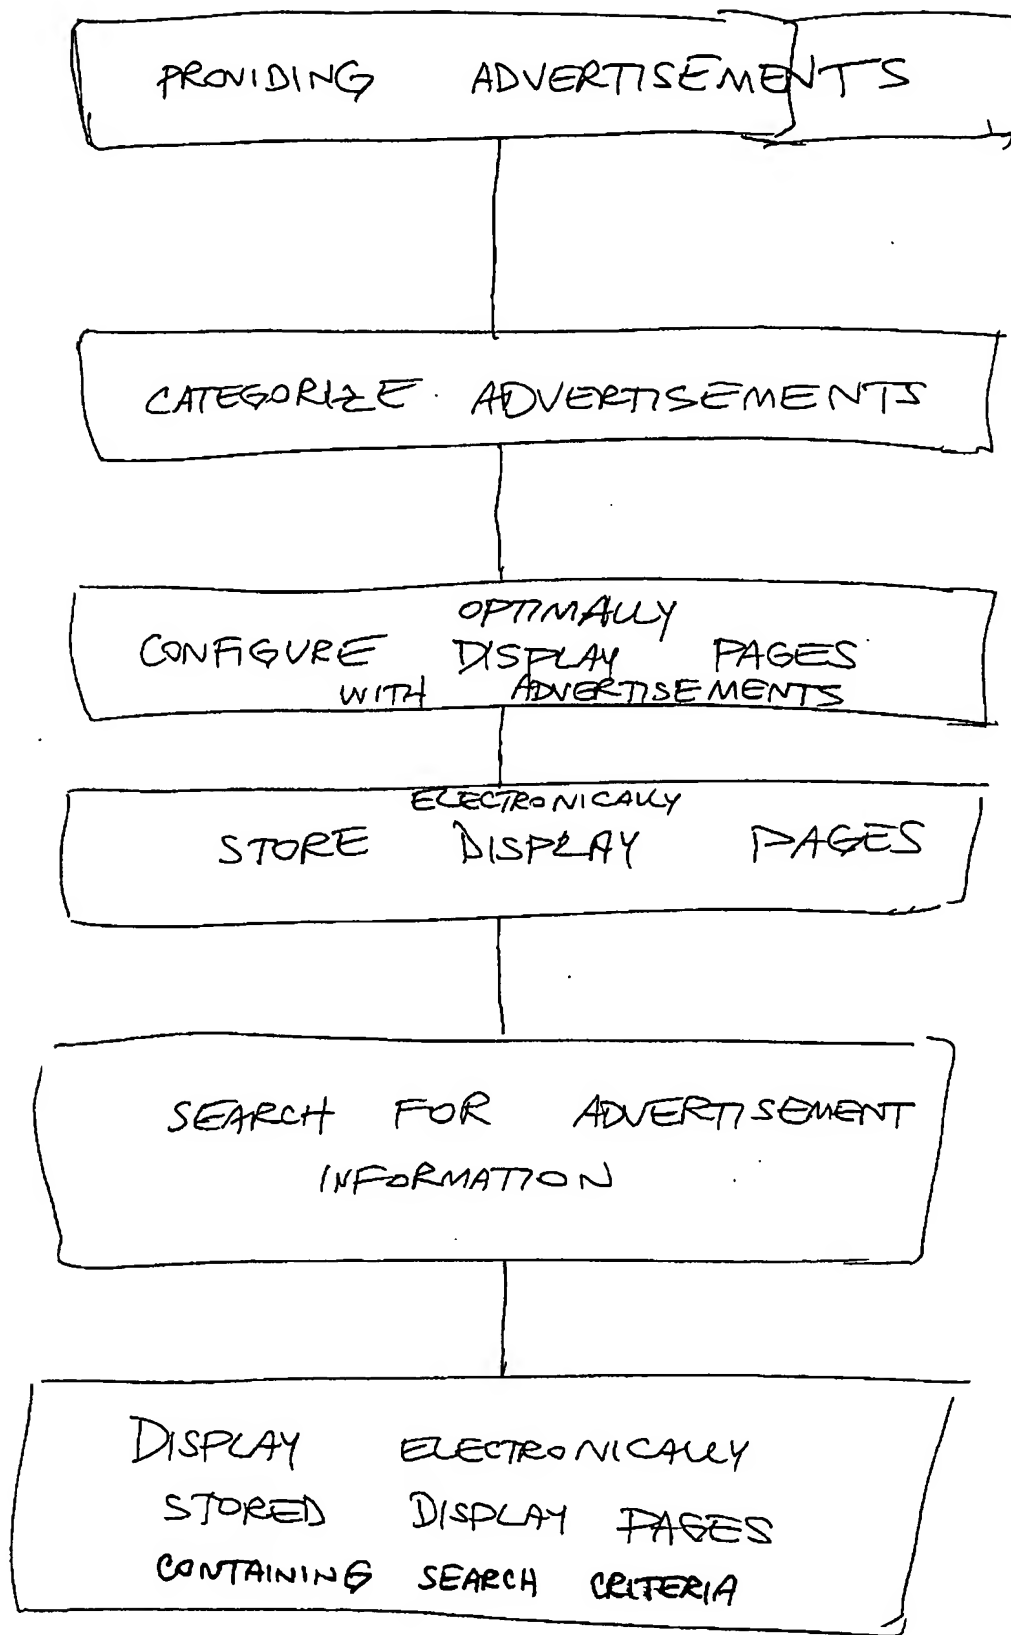 PROVIDING ADVERTISEMENTS
CATEGORIZE ADVERTISEMENTS
OPTIMALLY
CONFIGURE DISPLAY PAGES
WITH ADVERTISEMENTS
ELECTRONICALLY
STORE DISPLAY PAGES
SEARCH FOR ADVERTISEMENT
INFORMATION
DISPLAY ELECTRONICALLY
STORED DISPLAY PAGES
CONTAINING SEARCH CRITERIA